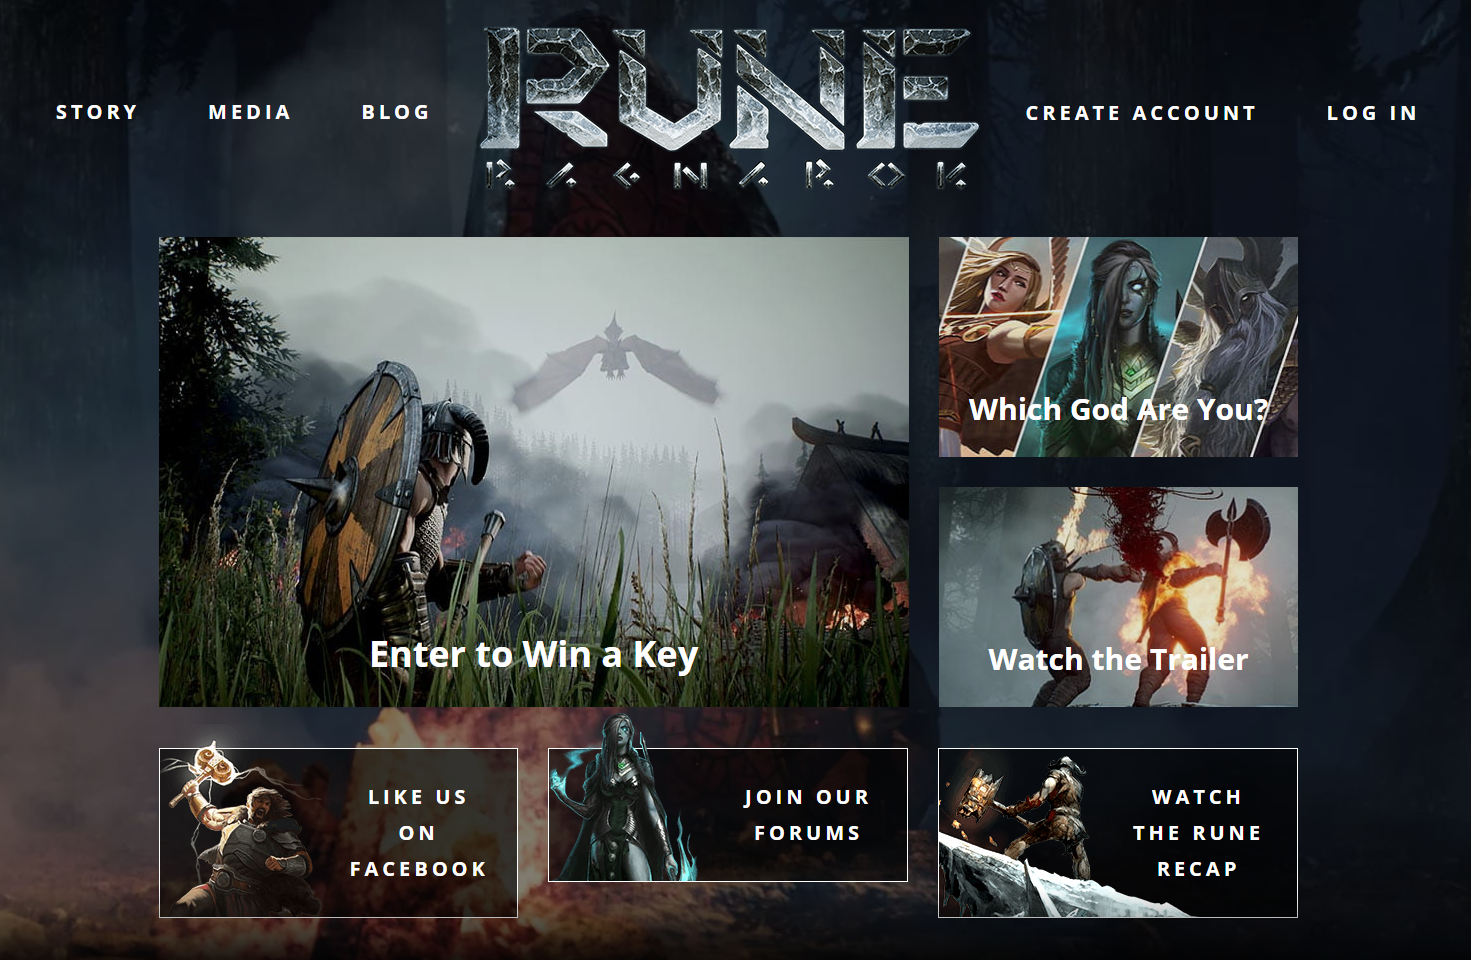 STORY
MEDIA
BLOG
RUNE
RAGNAROK
CREATE ACCOUNT
LOG IN
Enter to Win a Key
Which God Are You?
Watch the Trailer
LIKE US
ON
FACEBOOK
JOIN OUR
FORUMS
WATCH
THE RUNE
RECAP